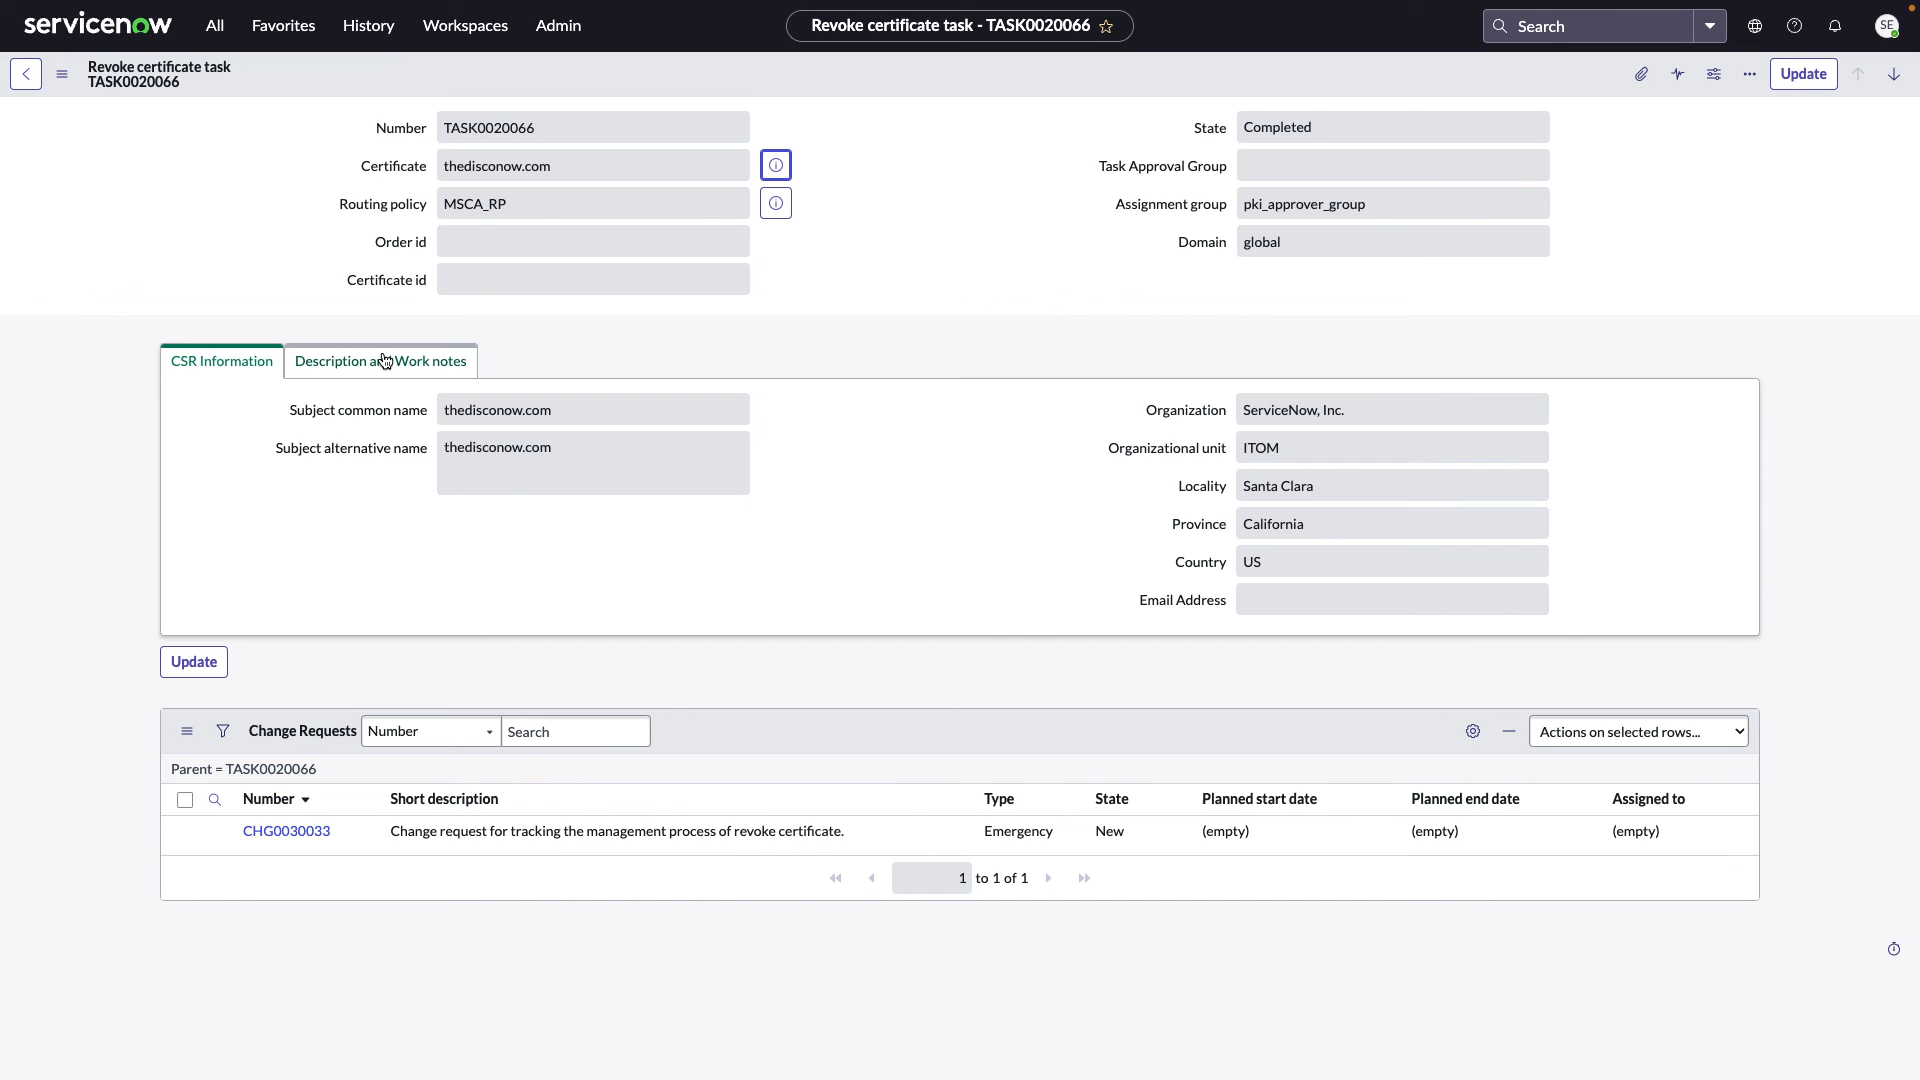 servicenow All Favorites History Workspaces Admin Revoke certificate task - TASK0020066 Search SE
Revoke certificate task
TASK0020066
Update
Number TASK0020066
Certificate thedisconow.com
Routing policy MSCA_RP
Order id
Certificate id
State Completed
Task Approval Group
Assignment group pki_approver_group
Domain global
CSR Information Description and Work notes
Subject common name thedisconow.com
Subject alternative name thedisconow.com
Organization ServiceNow, Inc.
Organizational unit ITOM
Locality Santa Clara
Province California
Country US
Email Address
Update
Change Requests Number Search Actions on selected rows...
Parent = TASK0020066
Number Short description Type State Planned start date Planned end date Assigned to
CHG0030033 Change request for tracking the management process of revoke certificate. Emergency New (empty) (empty) (empty)
1 to 1 of 1